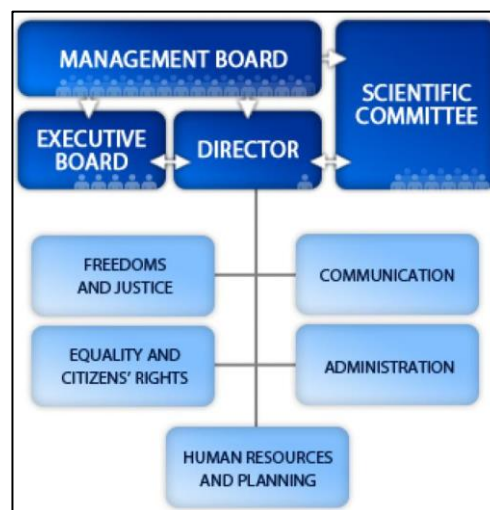 MANAGEMENT BOARD
SCIENTIFIC
COMMITTEE
EXECUTIVE
BOARD
DIRECTOR
FREEDOMS
AND JUSTICE
COMMUNICATION
EQUALITY AND
CITIZENS' RIGHTS
ADMINISTRATION
HUMAN RESOURCES
AND PLANNING